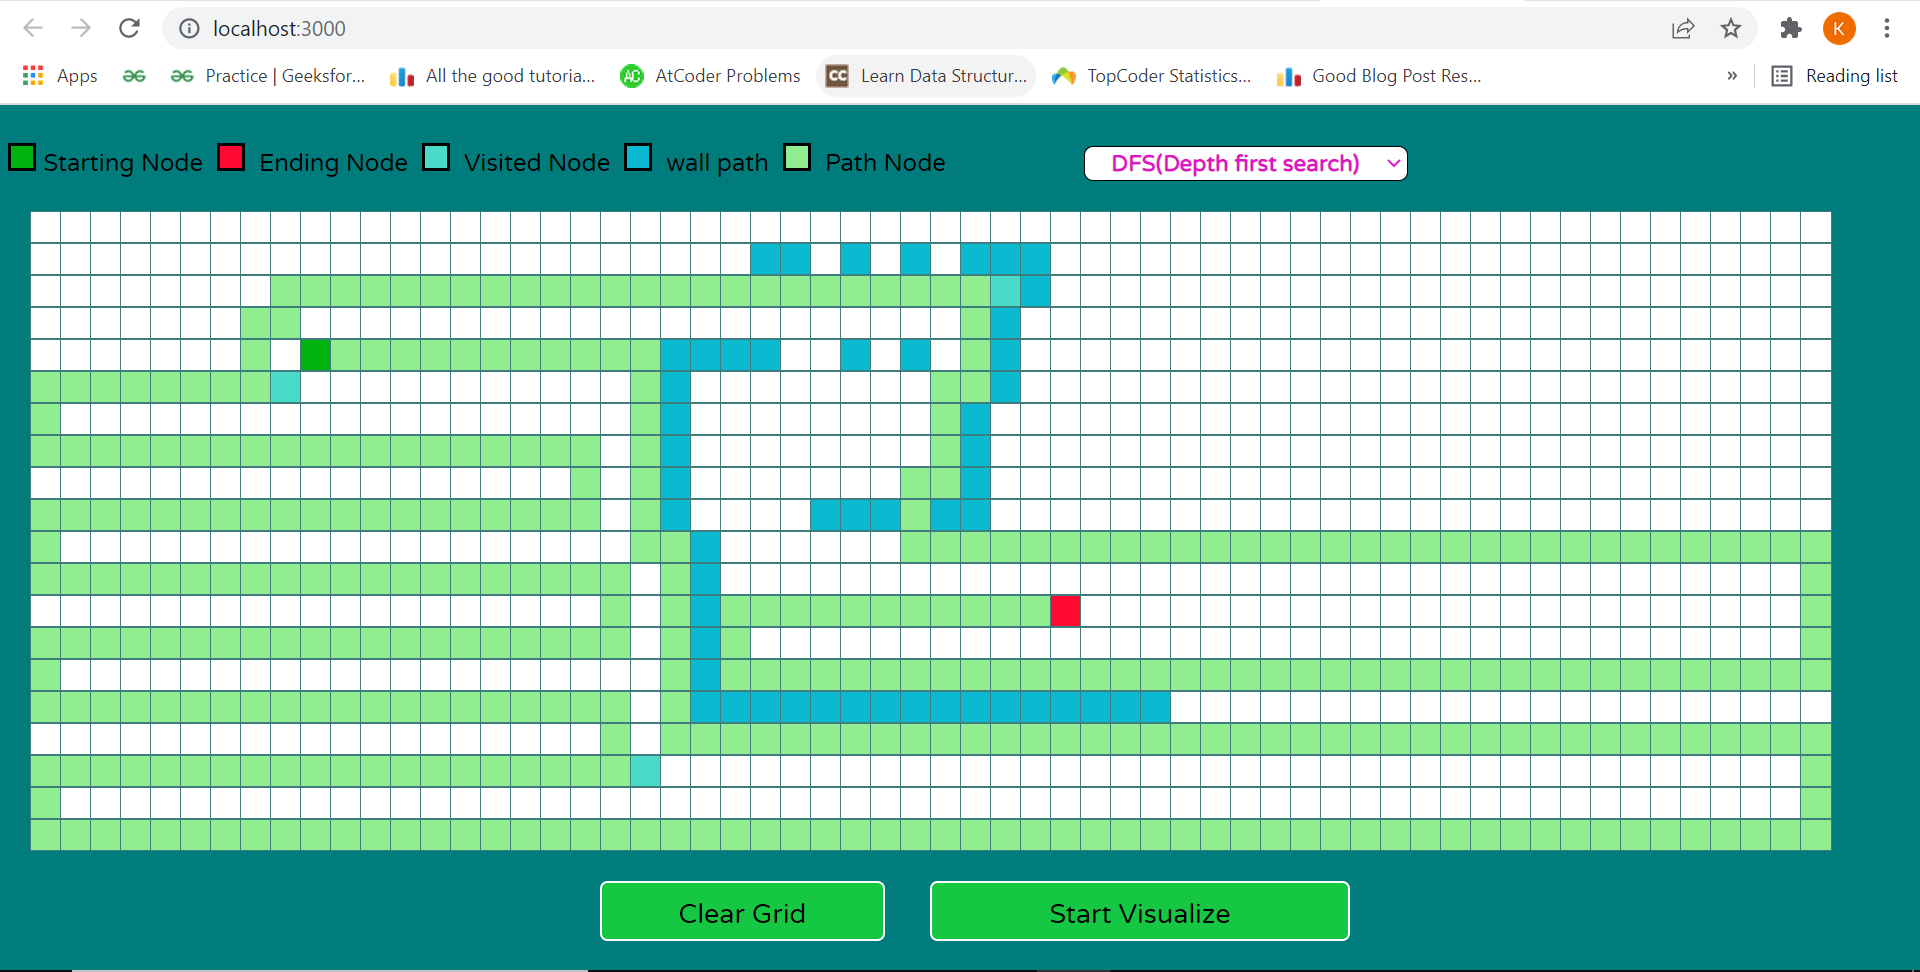 localhost:3000
K
Apps Practice | Geeksfor... All the good tutoria... AC AtCoder Problems CC Learn Data Structur... TopCoder Statistics... Good Blog Post Res... » Reading list
Starting Node Ending Node Visited Node wall path Path Node DFS(Depth first search)
Clear Grid Start Visualize